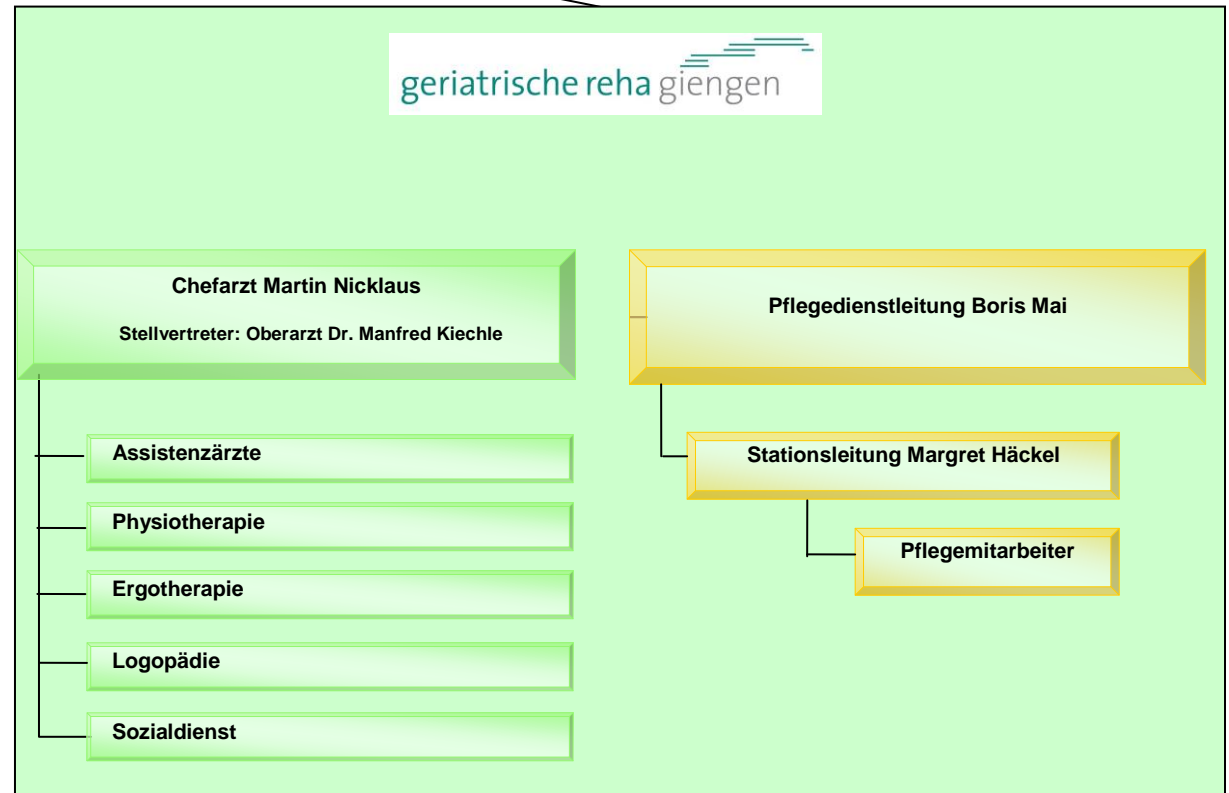 geriatrische reha giengen
Chefarzt Martin Nicklaus
Stellvertreter: Oberarzt Dr. Manfred Kiechle
Assistenzärzte
Physiotherapie
Ergotherapie
Logopädie
Sozialdienst
Pflegedienstleitung Boris Mai
Stationsleitung Margret Häckel
Pflegemitarbeiter